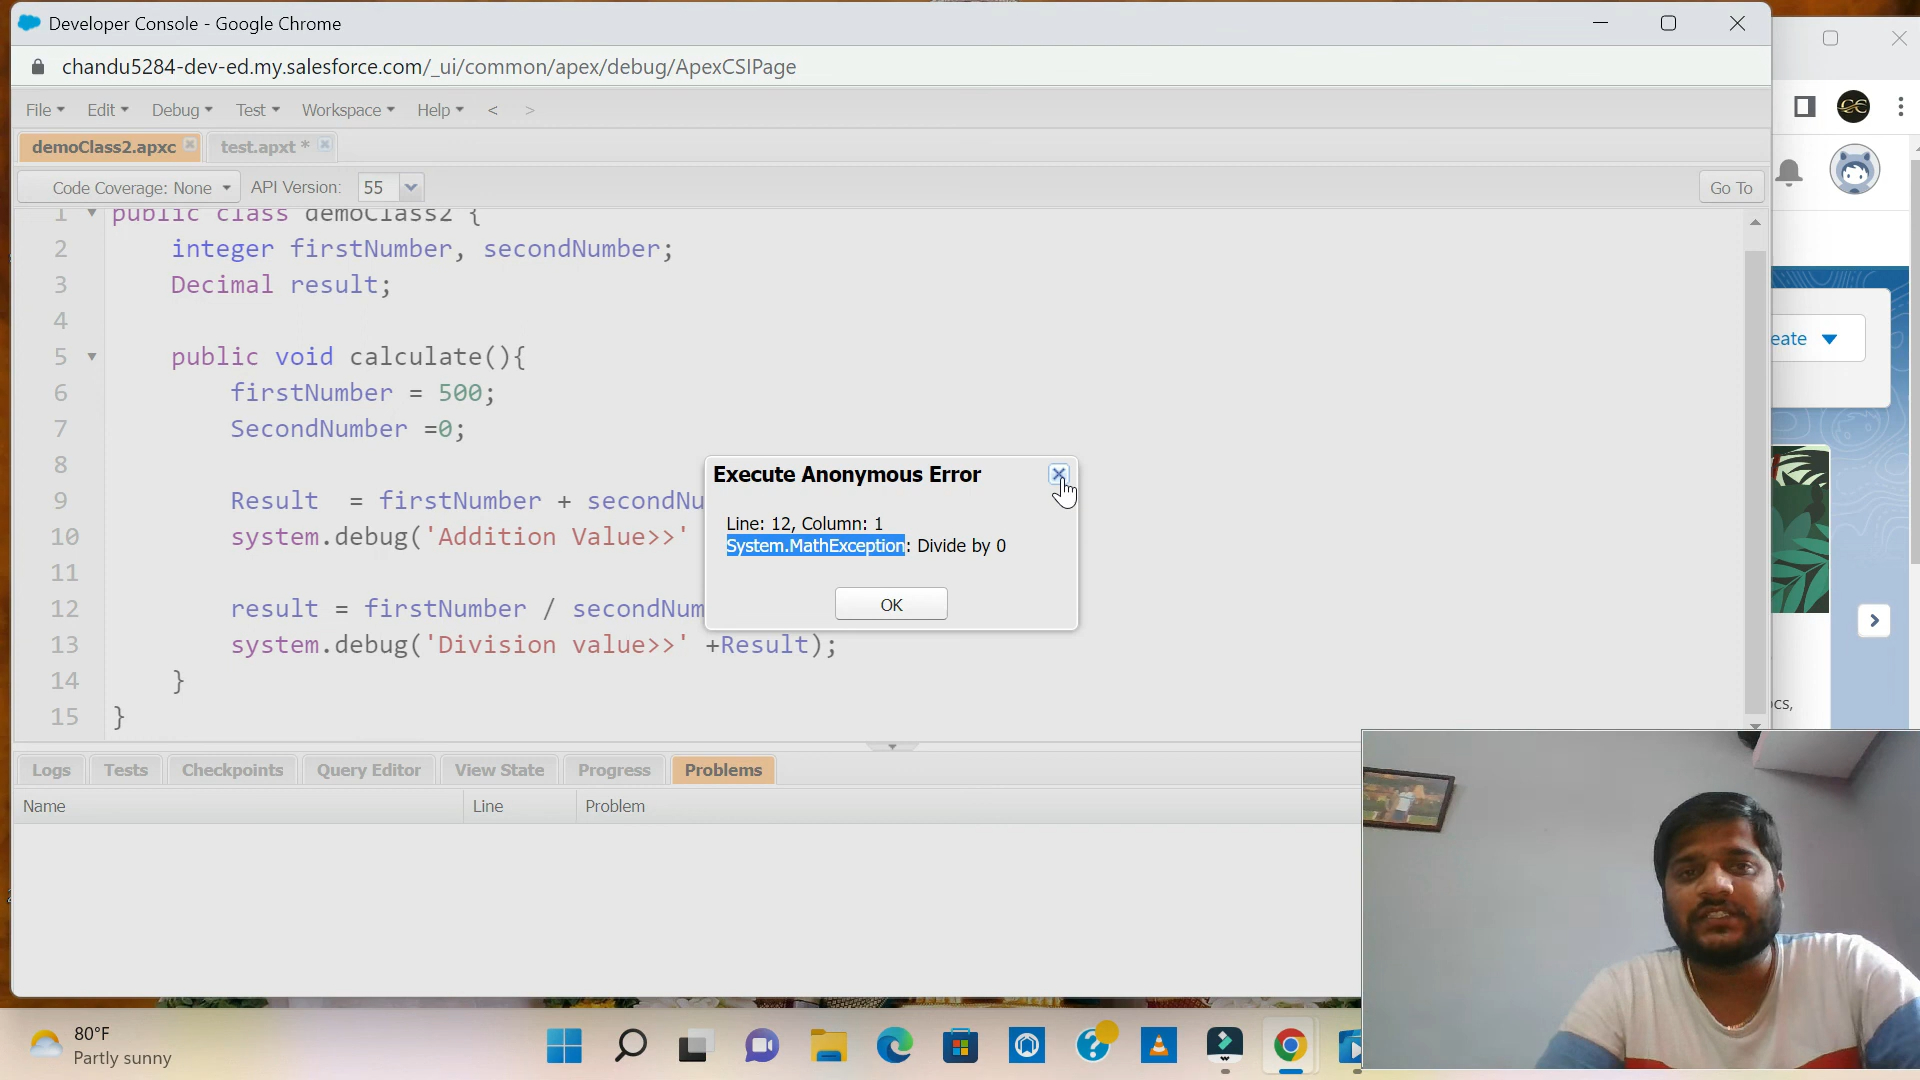 Developer Console - Google Chrome
chandu5284-dev-ed.my.salesforce.com/_ui/common/apex/debug/ApexCSIPage
File Edit Debug Test Workspace Help < >
demoClass2.apxc test.apxt *
Code Coverage: None API Version: 55 Go To
1 public class demoClass2 {
2 integer firstNumber, secondNumber;
3 Decimal result;
4
5 public void calculate(){
6 firstNumber = 500;
7 SecondNumber =0;
8
9 Result = firstNumber + secondNu
10 system.debug('Addition Value>>'
11
12 result = firstNumber / secondNum
13 system.debug('Division value>>' +Result);
14 }
15 }
Execute Anonymous Error
Line: 12, Column: 1
System.MathException: Divide by 0
OK
eate
ocs,
Logs Tests Checkpoints Query Editor View State Progress Problems
Name Line Problem
80°F
Partly sunny